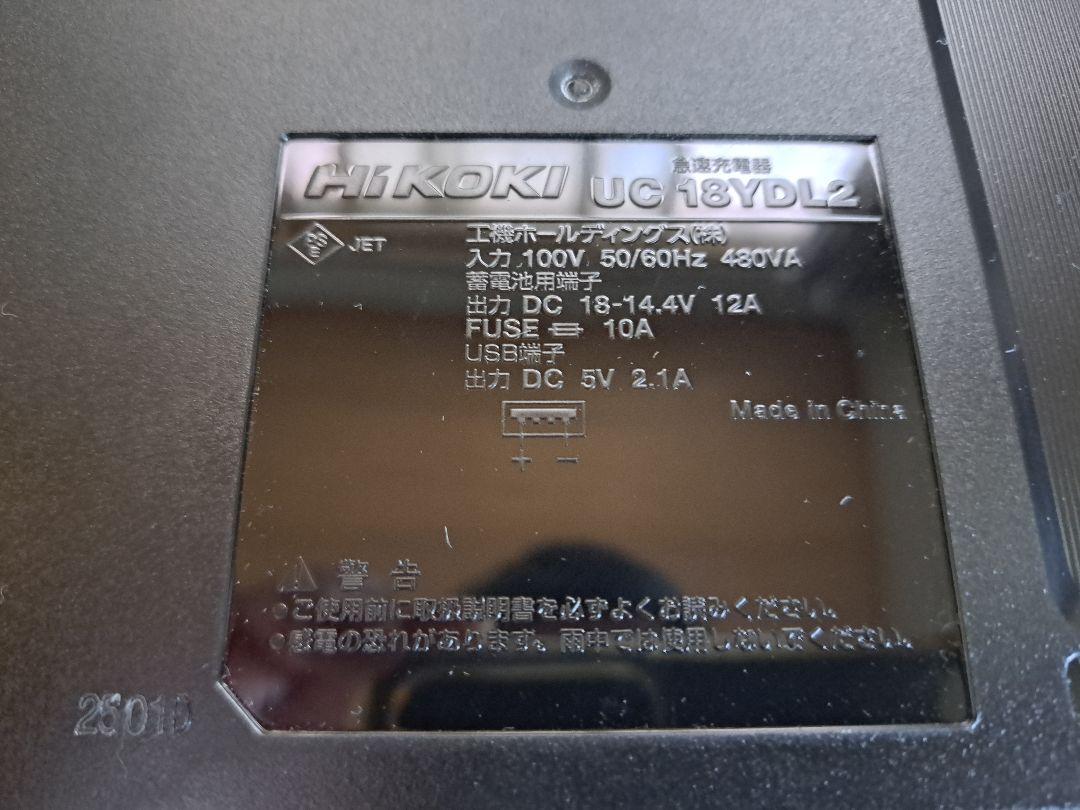 HiKOKI
急速充電器
UC 18YDL2
PS
E
JET
工機ホールディングス(株)
入力 100V 50/60Hz 480VA
蓄電池用端子
出力 DC 18-14.4V 12A
FUSE 10A
USB端子
出力 DC 5V 2.1A
Made in China
+ −
警告
●ご使用前に取扱説明書を必ずよくお読みください。
●感電の恐れがあります。雨中では使用しないでください。